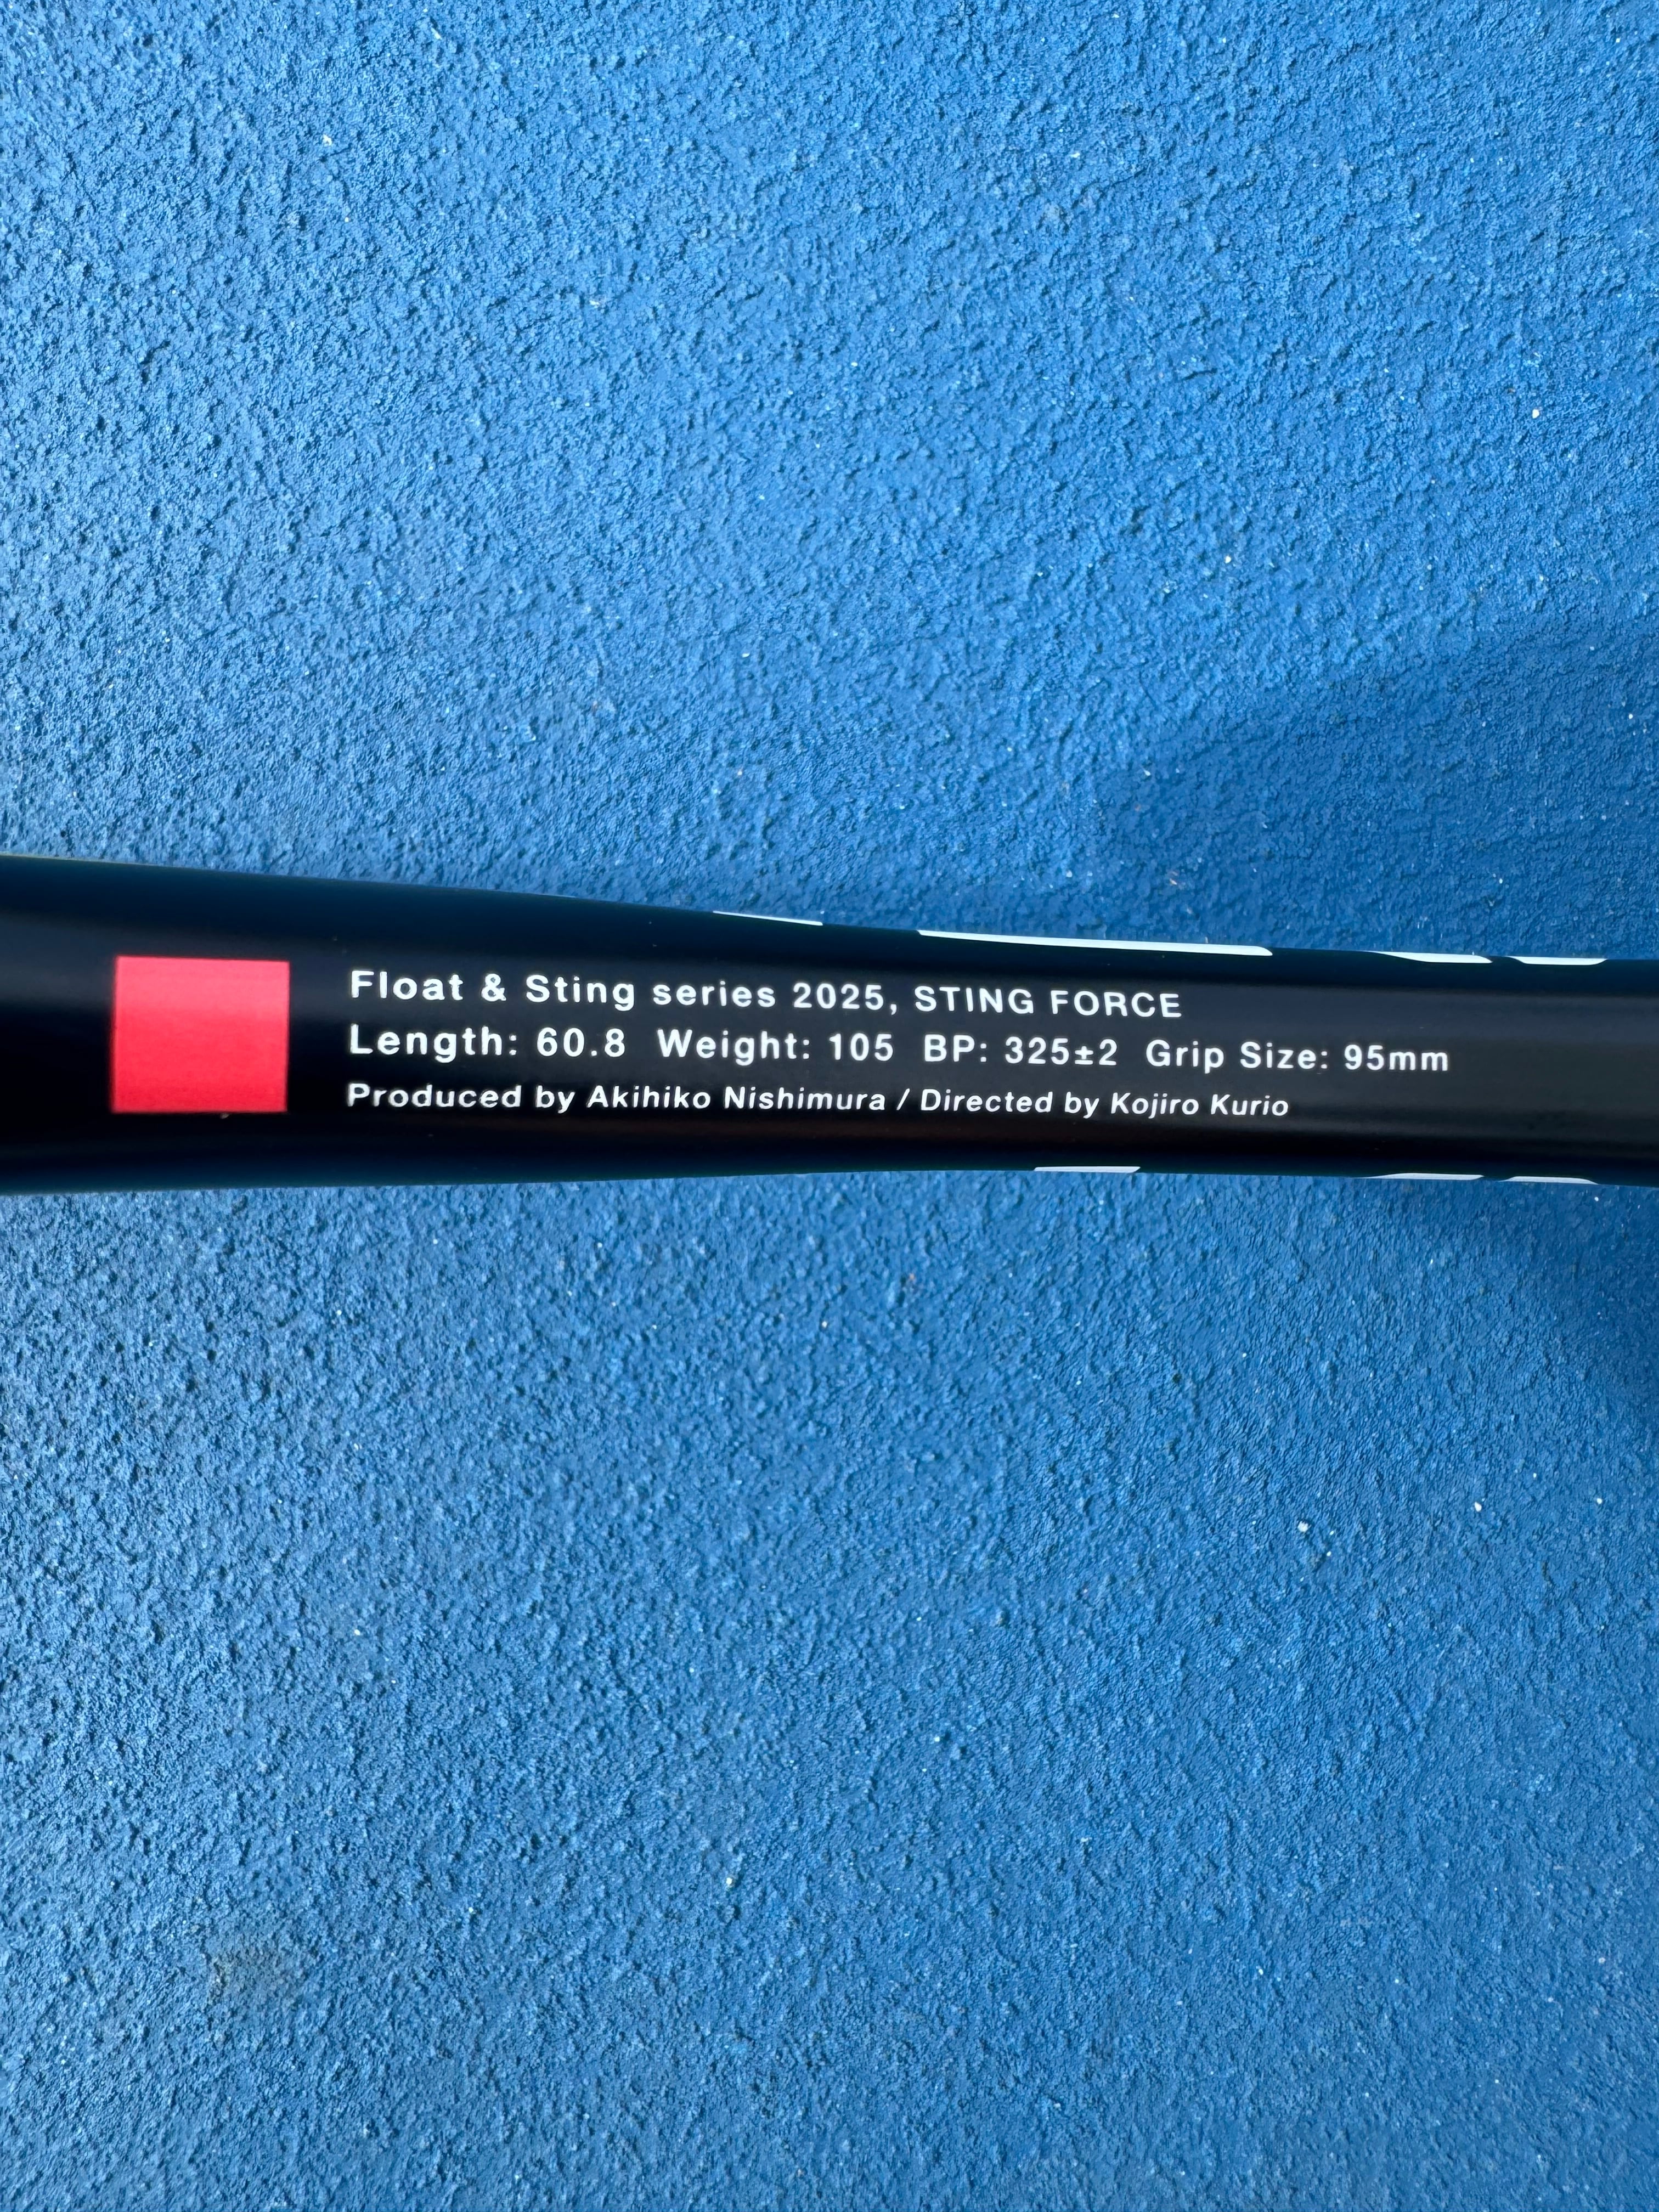 Float & Sting series 2025, STING FORCE
Length: 60.8 Weight: 105 BP: 325±2 Grip Size: 95mm
Produced by Akihiko Nishimura / Directed by Kojiro Kurio